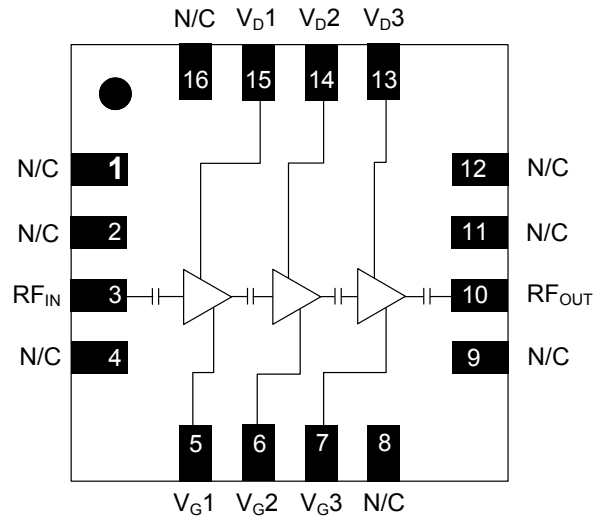 N/C V_D1 V_D2 V_D3
16 15 14 13
N/C 1 12 N/C
N/C 2 11 N/C
RF_IN 3 10 RF_OUT
N/C 4 9 N/C
5 6 7 8
V_G1 V_G2 V_G3 N/C